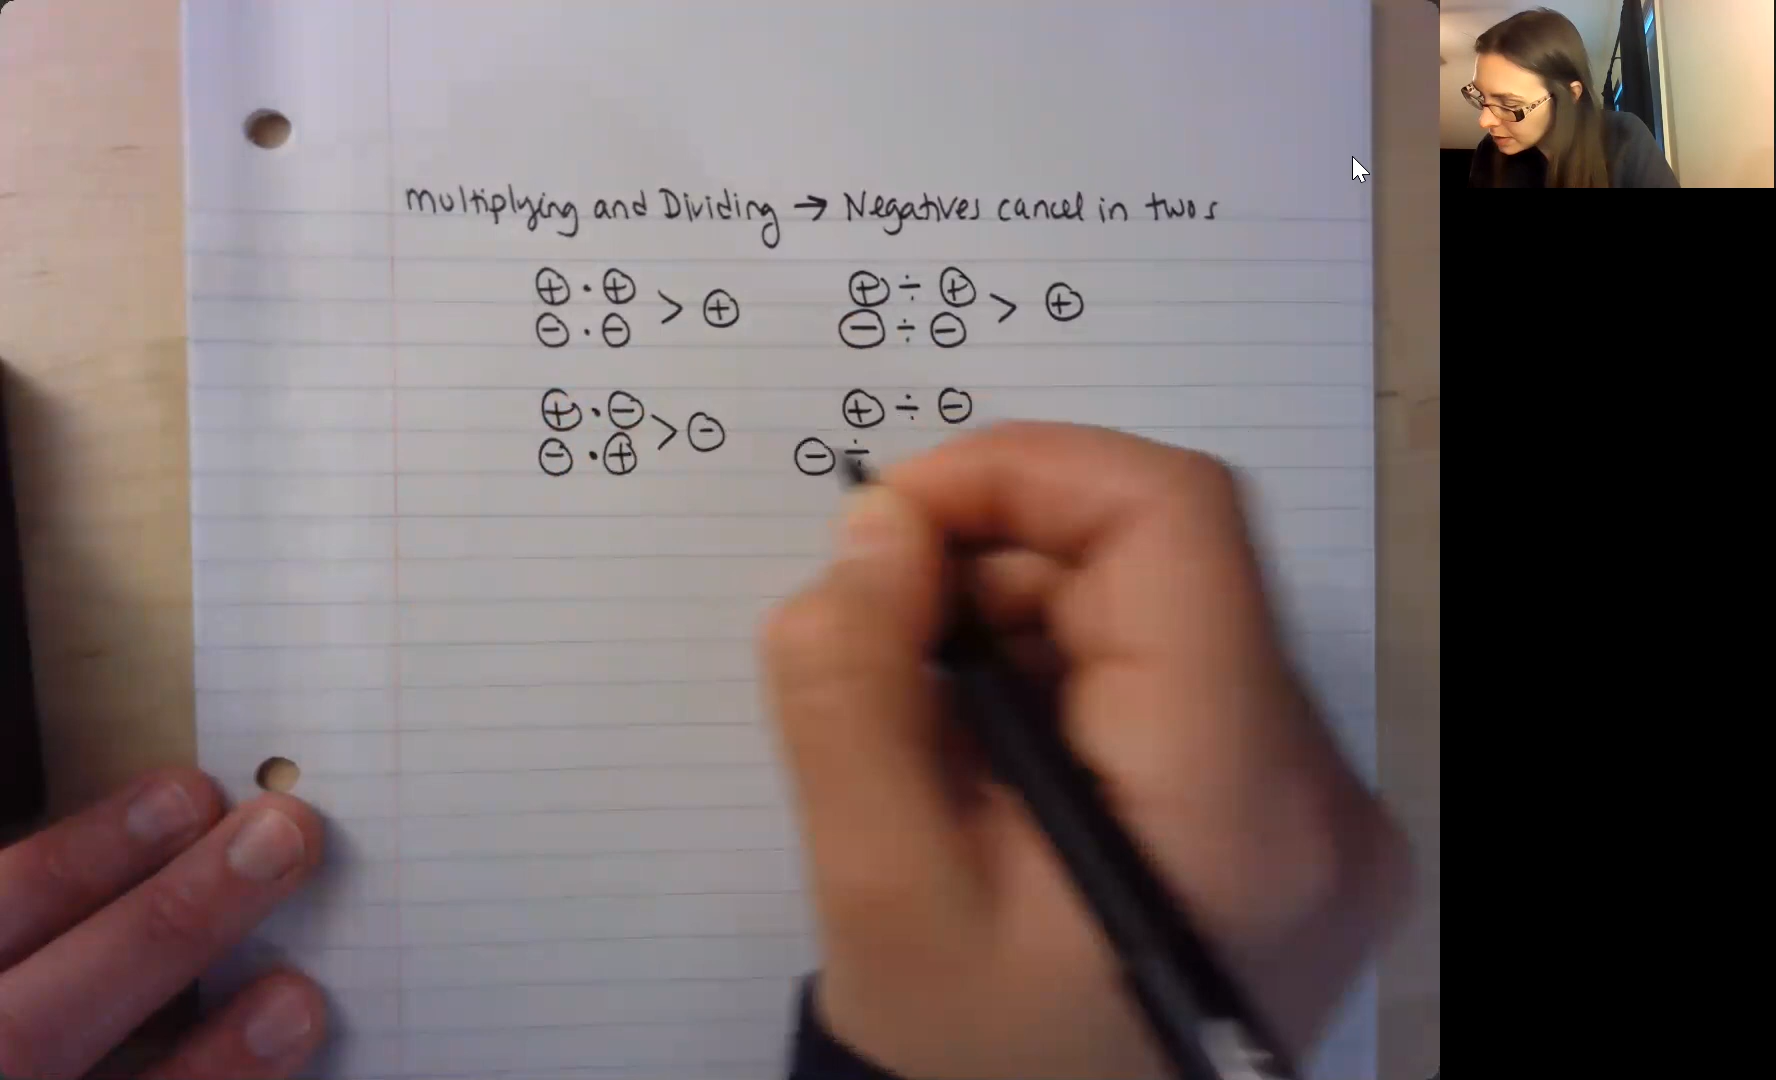 Multiplying and Dividing → Negatives cancel in twos
⊕ · ⊕ > ⊕ ⊕ ÷ ⊕ > ⊕
⊖ · ⊖ ⊖ ÷ ⊖
⊕ · ⊖ > ⊖ ⊕ ÷ ⊖
⊖ · ⊕ ⊖ ÷